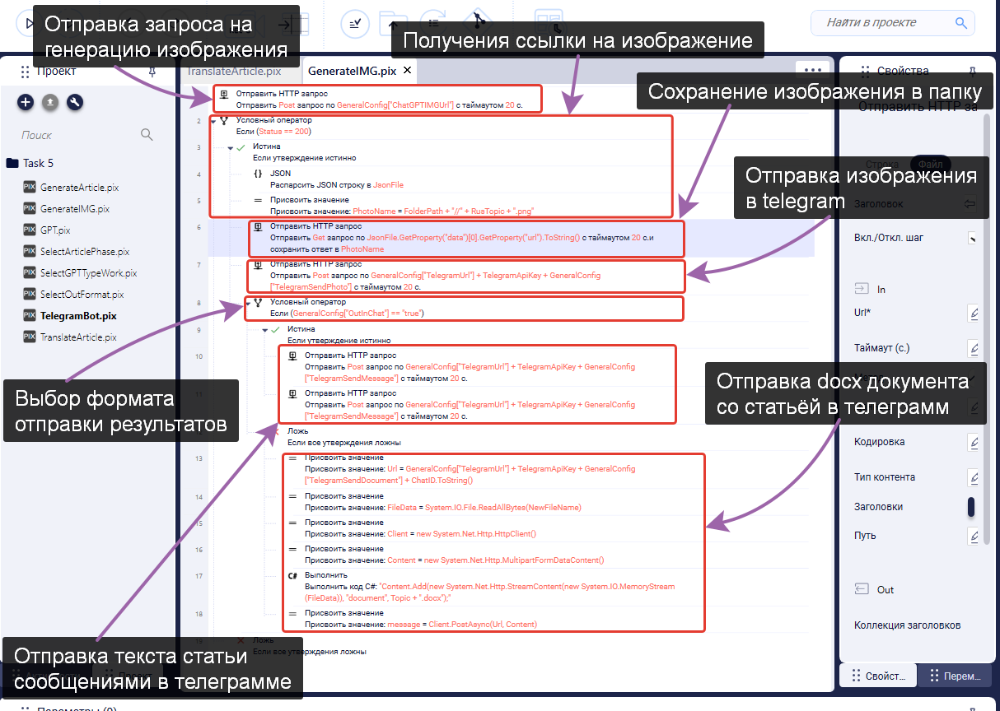 Отправка запроса на
генерацию изображения
Получения ссылки на изображение
Сохранение изображения в папку
Отправка изображения
в telegram
Выбор формата
отправки результатов
Отправка docx документа
со статьёй в телеграмм
Отправка текста статьи
сообщениями в телеграмме
Найти в проекте
Проект
Поиск
Task 5
PIX GenerateArticle.pix
PIX GenerateIMG.pix
PIX GPT.pix
PIX SelectArticlePhase.pix
PIX SelectGPTTypeWork.pix
PIX SelectOutFormat.pix
PIX TelegramBot.pix
PIX TranslateArticle.pix
TranslateArticle.pix
GenerateIMG.pix
Отправить HTTP запрос
Отправить Post запрос по GeneralConfig["ChatGPTIMGUrl"] с таймаутом 20 с.
2
Условный оператор
Если (Status == 200)
3
Истина
Если утверждение истинно
4
{} JSON
Распарсить JSON строку в JsonFile
5
= Присвоить значение
Присвоить значение: PhotoName = FolderPath + "//" + RusTopic + ".png"
6
Отправить HTTP запрос
Отправить Get запрос по JsonFile.GetProperty("data")[0].GetProperty("url").ToString() с таймаутом 20 с.и
сохранить ответ в PhotoName
7
Отправить HTTP запрос
Отправить Post запрос по GeneralConfig["TelegramUrl"] + TelegramApiKey + GeneralConfig
["TelegramSendPhoto"] с таймаутом 20 с.
8
Условный оператор
Если (GeneralConfig["OutInChat"] == "true")
9
Истина
Если утверждение истинно
10
Отправить HTTP запрос
Отправить Post запрос по GeneralConfig["TelegramUrl"] + TelegramApiKey + GeneralConfig
["TelegramSendMessage"] с таймаутом 20 с.
Отправить HTTP запрос
Отправить Post запрос по GeneralConfig["TelegramUrl"] + TelegramApiKey + GeneralConfig
["TelegramSendMessage"] с таймаутом 20 с.
Ложь
Если все утверждения ложны
13
= Присвоить значение
Присвоить значение: Url = GeneralConfig["TelegramUrl"] + TelegramApiKey + GeneralConfig
["TelegramSendDocument"] + ChatID.ToString()
14
= Присвоить значение
Присвоить значение: FileData = System.IO.File.ReadAllBytes(NewFileName)
15
= Присвоить значение
Присвоить значение: Client = new System.Net.Http.HttpClient()
16
= Присвоить значение
Присвоить значение: Content = new System.Net.Http.MultipartFormDataContent()
17
C# Выполнить
Выполнить код C#: "Content.Add(new System.Net.Http.StreamContent(new System.IO.MemoryStream
(FileData)), "document", Topic + ".docx");"
18
= Присвоить значение
Присвоить значение: message = Client.PostAsync(Url, Content)
Ложь
Если все утверждения ложны
Свойства
Отправить HTTP за
Строка
Файл
Заголовок
Вкл./Откл. шаг
In
Url*
Таймаут (с.)
Кодировка
Тип контента
Заголовки
Путь
Out
Коллекция заголовков
Свойст...
Перем...
Параметры (0)